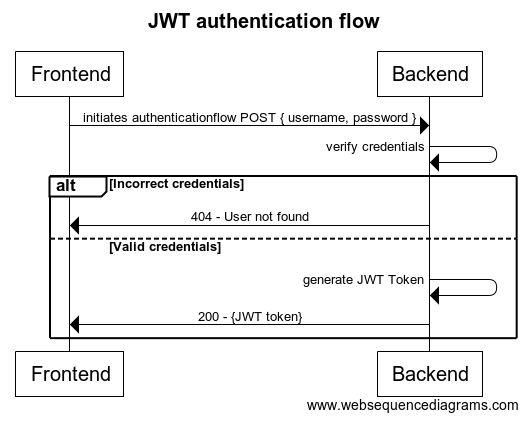 JWT authentication flow
Frontend
Backend
initiates authenticationflow POST { username, password }
verify credentials
alt
[Incorrect credentials]
404 - User not found
[Valid credentials]
generate JWT Token
200 - {JWT token}
Frontend
Backend
www.websequencediagrams.com